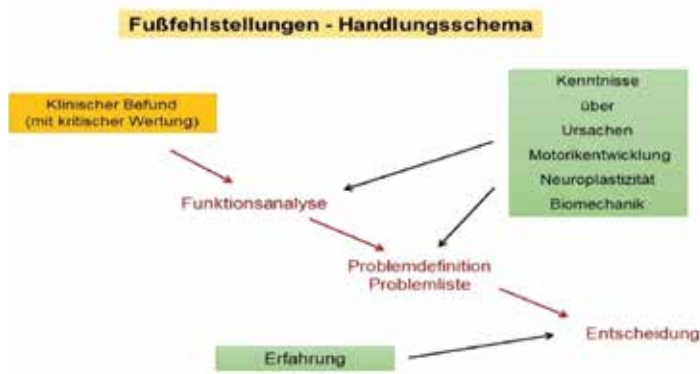 Fußfehlstellungen - Handlungsschema
Klinischer Befund
(mit kritischer Wertung)
Kenntnisse
über
Ursachen
Motorikentwicklung
Neuroplastizität
Biomechanik
Funktionsanalyse
Problemdefinition
Problemliste
Entscheidung
Erfahrung